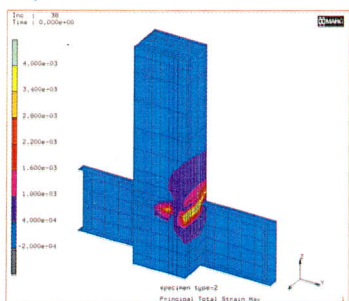 Inc : 30
Time : 0.000e+00
MARC
4.000e-03
3.400e-03
2.800e-03
2.200e-03
1.600e-03
1.000e-03
4.000e-04
-2.000e-04
Z
X
Y
specimen type-2
Principal Total Strain Max